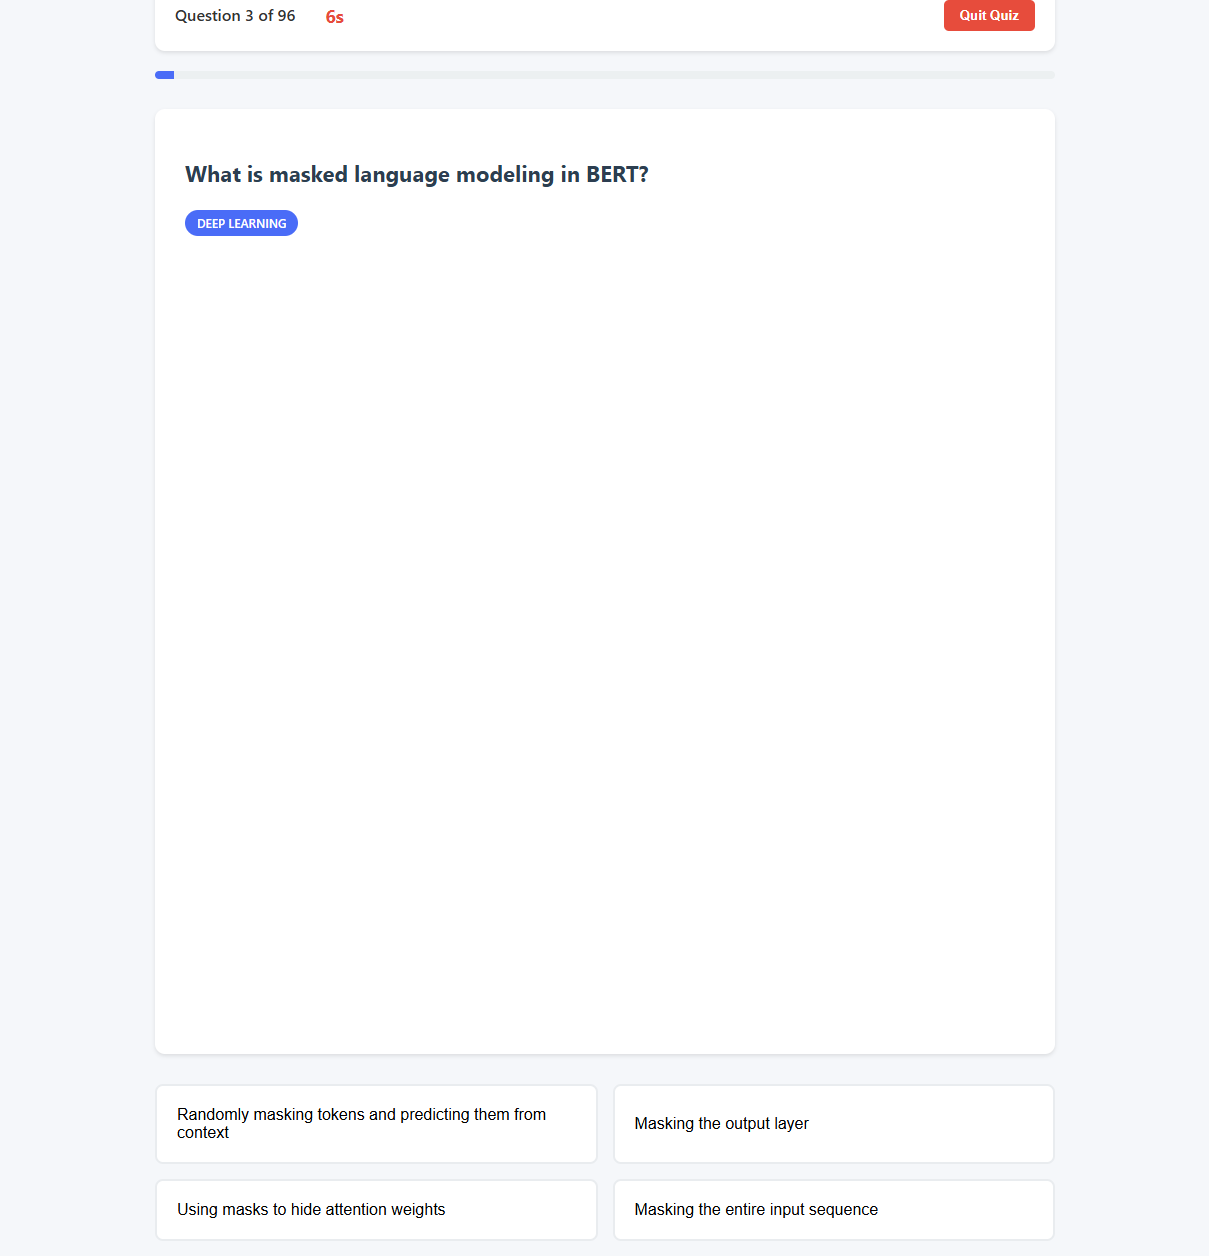 Question 3 of 96
6s
Quit Quiz
What is masked language modeling in BERT?
DEEP LEARNING
Randomly masking tokens and predicting them from
context
Masking the output layer
Using masks to hide attention weights
Masking the entire input sequence